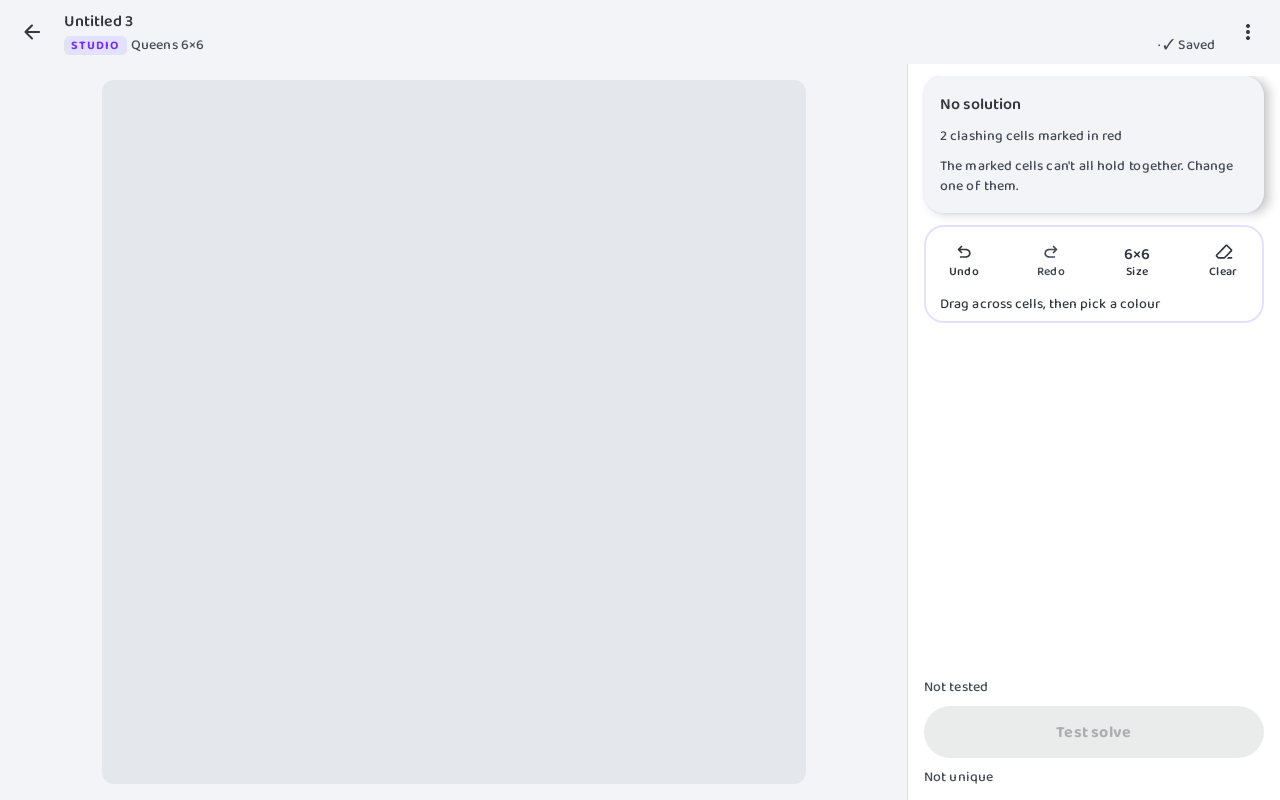 Untitled 3
STUDIO Queens 6×6
· ✓ Saved
No solution
2 clashing cells marked in red
The marked cells can't all hold together. Change
one of them.
Undo
Redo
6×6
Size
Clear
Drag across cells, then pick a colour
Not tested
Test solve
Not unique